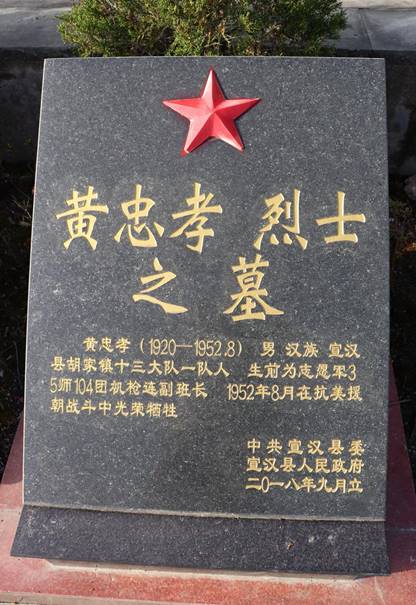 黄忠孝 烈士
之 墓
黄忠孝（1920—1952.8） 男 汉族 宣汉
县胡家镇十三大队一队人 生前为志愿军3
5师104团机枪连副班长 1952年8月在抗美援
朝战斗中光荣牺牲
中共宣汉县委
宣汉县人民政府
二〇一八年九月立